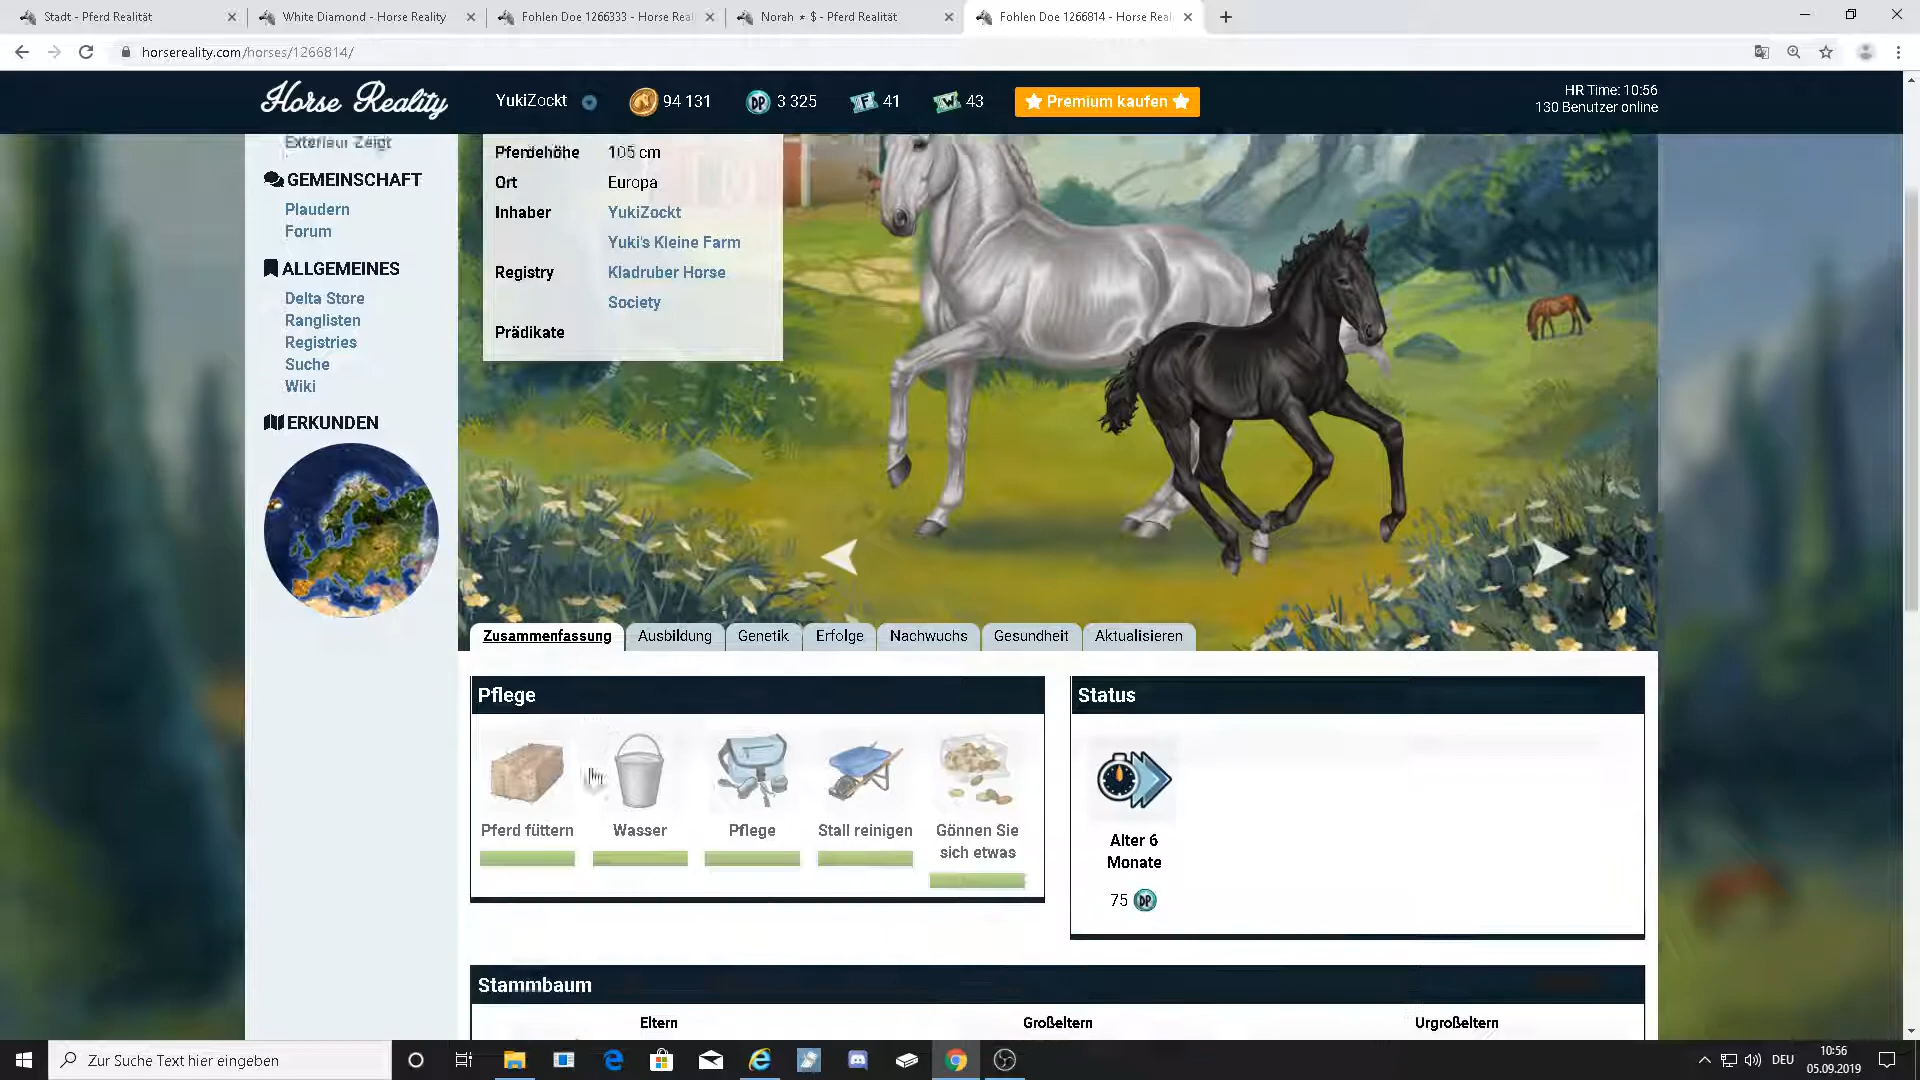 Stadt - Pferd Realität
White Diamond - Horse Reality
Fohlen Doe 1266333 - Horse Real
Norah ⋆ $ - Pferd Realität
Fohlen Doe 1266814 - Horse Real
horsereality.com/horses/1266814/
Horse Reality
YukiZockt
94 131
DP 3 325
F 41
W 43
Premium kaufen
HR Time: 10:56
130 Benutzer online
Exterieur Zeigt
GEMEINSCHAFT
Plaudern
Forum
ALLGEMEINES
Delta Store
Ranglisten
Registries
Suche
Wiki
ERKUNDEN
Pferdehöhe 105 cm
Ort Europa
Inhaber YukiZockt
Yuki's Kleine Farm
Registry Kladruber Horse
Society
Prädikate
Zusammenfassung Ausbildung Genetik Erfolge Nachwuchs Gesundheit Aktualisieren
Pflege
Pferd füttern
Wasser
Pflege
Stall reinigen
Gönnen Sie
sich etwas
Status
Alter 6
Monate
75 DP
Stammbaum
Eltern Großeltern Urgroßeltern
Zur Suche Text hier eingeben
DEU
10:56
05.09.2019